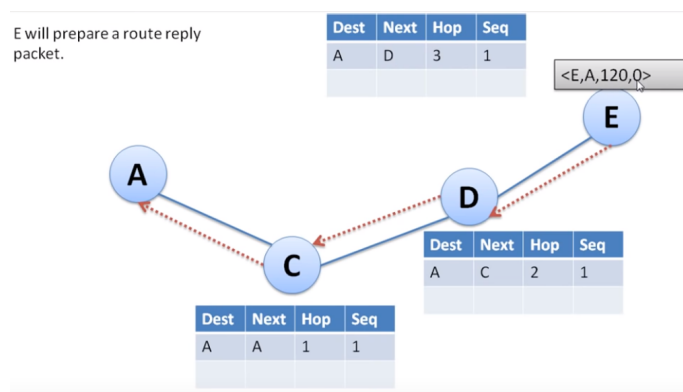 E will prepare a route reply
packet.
Dest Next Hop Seq
A D 3 1
<E,A,120,0>
E
A
D
C
Dest Next Hop Seq
A C 2 1
Dest Next Hop Seq
A A 1 1